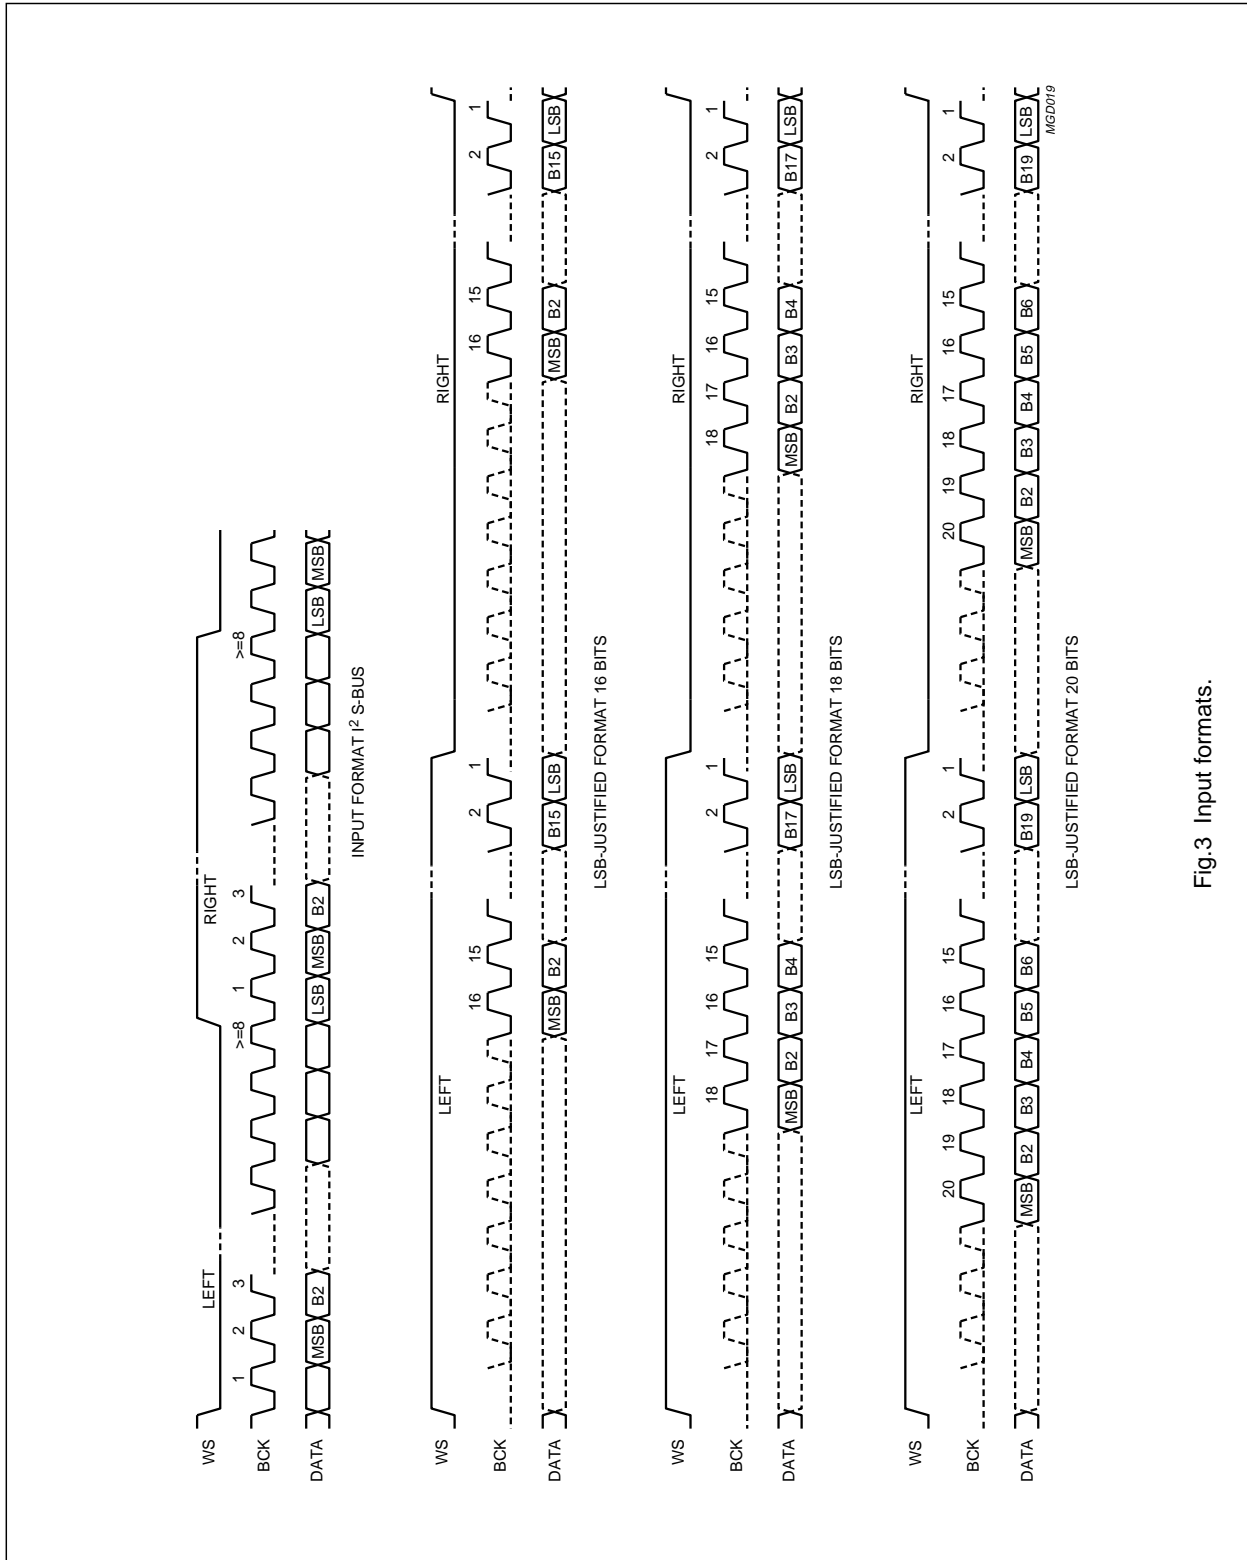 WS LEFT RIGHT
1 2 3 >=8 1 2 3 >=8
BCK
DATA MSB B2 LSB MSB B2 LSB MSB
INPUT FORMAT I² S-BUS
WS LEFT RIGHT
16 15 2 1 16 15 2 1
BCK
DATA MSB B2 B15 LSB MSB B2 B15 LSB
LSB-JUSTIFIED FORMAT 16 BITS
WS LEFT RIGHT
18 17 16 15 2 1 18 17 16 15 2 1
BCK
DATA MSB B2 B3 B4 B17 LSB MSB B2 B3 B4 B17 LSB
LSB-JUSTIFIED FORMAT 18 BITS
WS LEFT RIGHT
20 19 18 17 16 15 2 1 20 19 18 17 16 15 2 1
BCK
DATA MSB B2 B3 B4 B5 B6 B19 LSB MSB B2 B3 B4 B5 B6 B19 LSB
MGD019
LSB-JUSTIFIED FORMAT 20 BITS
Fig.3 Input formats.